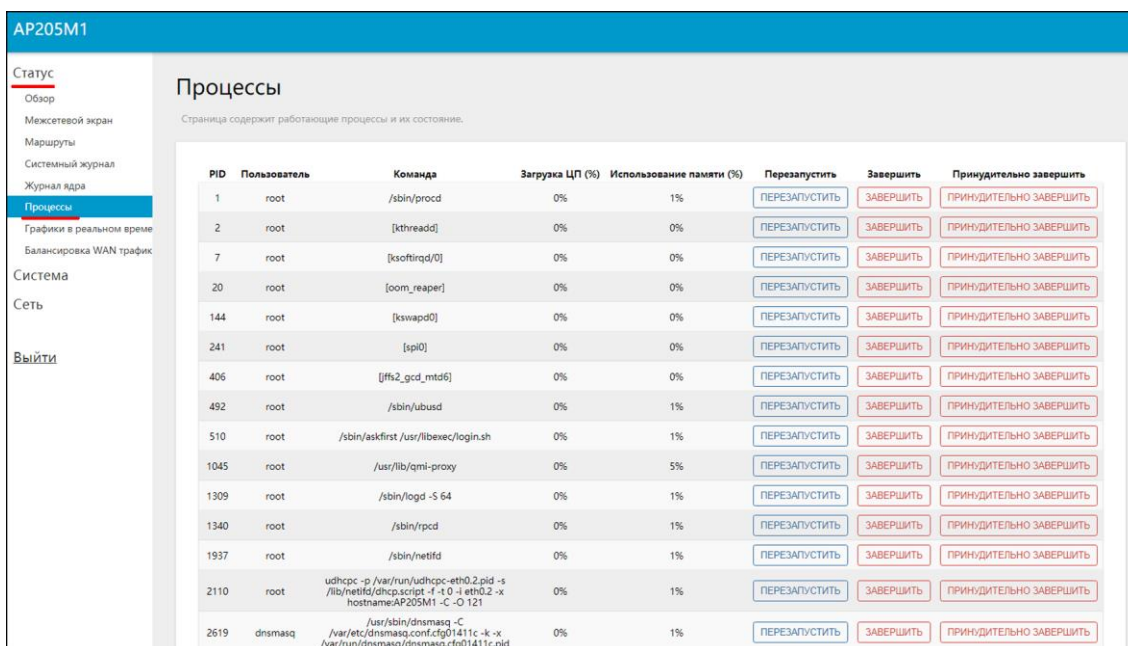 AP205M1
Статус
Обзор
Межсетевой экран
Маршруты
Системный журнал
Журнал ядра
Процессы
Графики в реальном време
Балансировка WAN трафик
Система
Сеть
Выйти
Процессы
Страница содержит работающие процессы и их состояние.
PID Пользователь Команда Загрузка ЦП (%) Использование памяти (%) Перезапустить Завершить Принудительно завершить
1 root /sbin/procd 0% 1% ПЕРЕЗАПУСТИТЬ ЗАВЕРШИТЬ ПРИНУДИТЕЛЬНО ЗАВЕРШИТЬ
2 root [kthreadd] 0% 0% ПЕРЕЗАПУСТИТЬ ЗАВЕРШИТЬ ПРИНУДИТЕЛЬНО ЗАВЕРШИТЬ
7 root [ksoftirqd/0] 0% 0% ПЕРЕЗАПУСТИТЬ ЗАВЕРШИТЬ ПРИНУДИТЕЛЬНО ЗАВЕРШИТЬ
20 root [oom_reaper] 0% 0% ПЕРЕЗАПУСТИТЬ ЗАВЕРШИТЬ ПРИНУДИТЕЛЬНО ЗАВЕРШИТЬ
144 root [kswapd0] 0% 0% ПЕРЕЗАПУСТИТЬ ЗАВЕРШИТЬ ПРИНУДИТЕЛЬНО ЗАВЕРШИТЬ
241 root [spi0] 0% 0% ПЕРЕЗАПУСТИТЬ ЗАВЕРШИТЬ ПРИНУДИТЕЛЬНО ЗАВЕРШИТЬ
406 root [jffs2_gcd_mtd6] 0% 0% ПЕРЕЗАПУСТИТЬ ЗАВЕРШИТЬ ПРИНУДИТЕЛЬНО ЗАВЕРШИТЬ
492 root /sbin/ubusd 0% 1% ПЕРЕЗАПУСТИТЬ ЗАВЕРШИТЬ ПРИНУДИТЕЛЬНО ЗАВЕРШИТЬ
510 root /sbin/askfirst /usr/libexec/login.sh 0% 1% ПЕРЕЗАПУСТИТЬ ЗАВЕРШИТЬ ПРИНУДИТЕЛЬНО ЗАВЕРШИТЬ
1045 root /usr/lib/qmi-proxy 0% 5% ПЕРЕЗАПУСТИТЬ ЗАВЕРШИТЬ ПРИНУДИТЕЛЬНО ЗАВЕРШИТЬ
1309 root /sbin/logd -S 64 0% 1% ПЕРЕЗАПУСТИТЬ ЗАВЕРШИТЬ ПРИНУДИТЕЛЬНО ЗАВЕРШИТЬ
1340 root /sbin/rpcd 0% 1% ПЕРЕЗАПУСТИТЬ ЗАВЕРШИТЬ ПРИНУДИТЕЛЬНО ЗАВЕРШИТЬ
1937 root /sbin/netifd 0% 1% ПЕРЕЗАПУСТИТЬ ЗАВЕРШИТЬ ПРИНУДИТЕЛЬНО ЗАВЕРШИТЬ
udhcpc -p /var/run/udhcpc-eth0.2.pid -s
2110 root /lib/netifd/dhcp.script -f -t 0 -i eth0.2 -x 0% 1% ПЕРЕЗАПУСТИТЬ ЗАВЕРШИТЬ ПРИНУДИТЕЛЬНО ЗАВЕРШИТЬ
hostname:AP205M1 -C -O 121
/usr/sbin/dnsmasq -C
2619 dnsmasq /var/etc/dnsmasq.conf.cfg01411c -k -x 0% 1% ПЕРЕЗАПУСТИТЬ ЗАВЕРШИТЬ ПРИНУДИТЕЛЬНО ЗАВЕРШИТЬ
/var/run/dnsmasq/dnsmasq.cfg01411c.pid